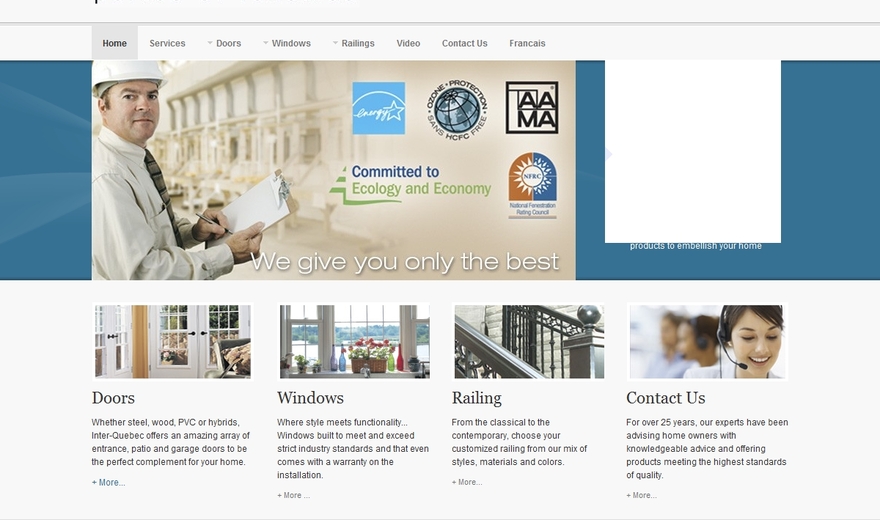 Home Services Doors Windows Railings Video Contact Us Francais
energy
OZONE • PROTECTION
SANS HCFC FREE
AAMA
Committed to
Ecology and Economy
NFRC
National Fenestration
Rating Council
We give you only the best
products to embellish your home
Doors
Whether steel, wood, PVC or hybrids,
Inter-Quebec offers an amazing array of
entrance, patio and garage doors to be
the perfect complement for your home.
+ More...
Windows
Where style meets functionality...
Windows built to meet and exceed
strict industry standards and that even
comes with a warranty on the
installation.
+ More ...
Railing
From the classical to the
contemporary, choose your
customized railing from our mix of
styles, materials and colors.
+ More...
Contact Us
For over 25 years, our experts have been
advising home owners with
knowledgeable advice and offering
products meeting the highest standards
of quality.
+ More...